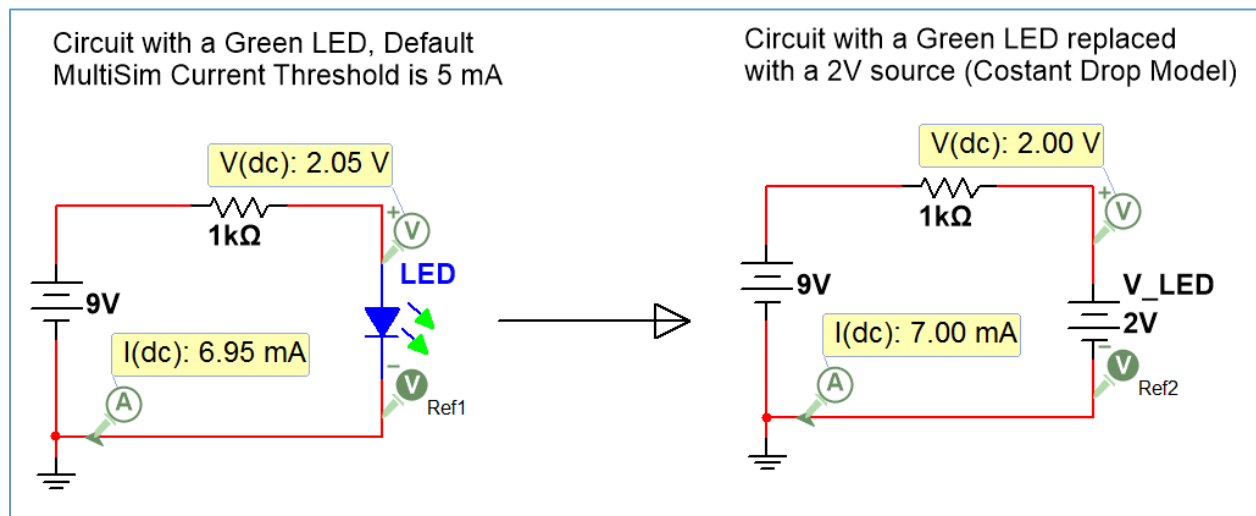 Circuit with a Green LED, Default
MultiSim Current Threshold is 5 mA
V(dc): 2.05 V
1kΩ
+
V
LED
9V
I(dc): 6.95 mA
A
−
V
Ref1
Circuit with a Green LED replaced
with a 2V source (Costant Drop Model)
V(dc): 2.00 V
1kΩ
+
V
V_LED
2V
9V
I(dc): 7.00 mA
A
−
V
Ref2